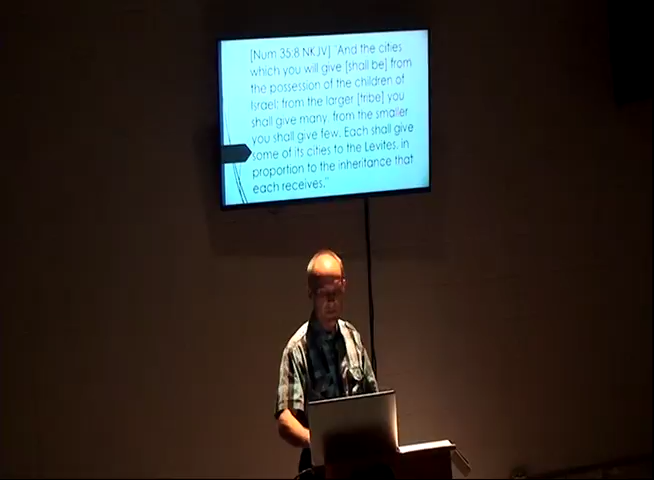 [Num 35:8 NKJV] "And the cities
which you will give [shall be] from
the possession of the children of
Israel; from the larger [tribe] you
shall give many, from the smaller
you shall give few. Each shall give
some of its cities to the Levites, in
proportion to the inheritance that
each receives."